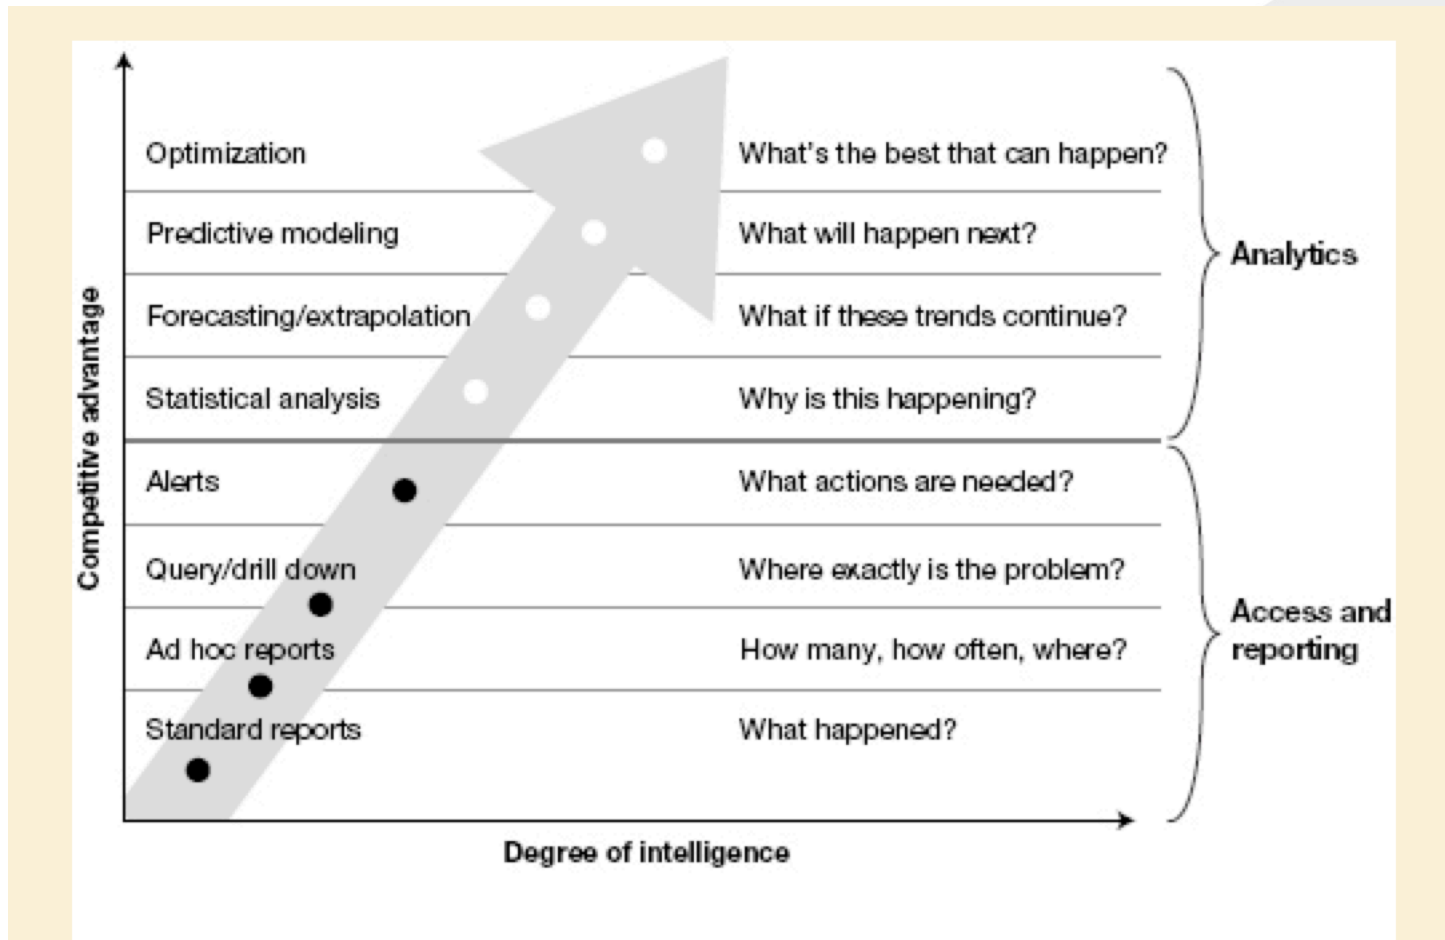 Optimization
What's the best that can happen?
Predictive modeling
What will happen next?
Analytics
Forecasting/extrapolation
What if these trends continue?
Statistical analysis
Why is this happening?
Competitive advantage
Alerts
What actions are needed?
Query/drill down
Where exactly is the problem?
Access and
reporting
Ad hoc reports
How many, how often, where?
Standard reports
What happened?
Degree of intelligence